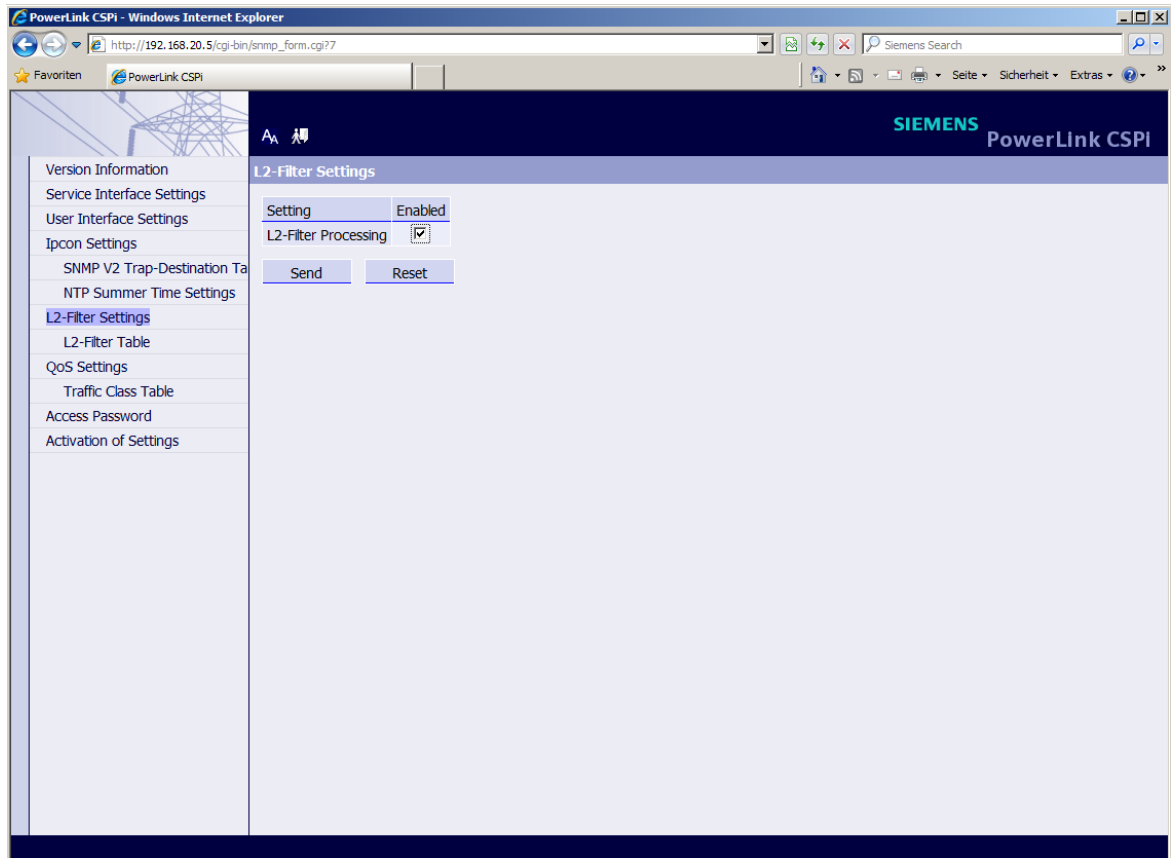 PowerLink CSPi - Windows Internet Explorer
http://192.168.20.5/cgi-bin/snmp_form.cgi?7
Siemens Search
Favoriten
PowerLink CSPi
Seite
Sicherheit
Extras
»
AA
SIEMENS
PowerLink CSPi
Version Information
Service Interface Settings
User Interface Settings
Ipcon Settings
SNMP V2 Trap-Destination Ta
NTP Summer Time Settings
L2-Filter Settings
L2-Filter Table
QoS Settings
Traffic Class Table
Access Password
Activation of Settings
L2-Filter Settings
Setting Enabled
L2-Filter Processing
Send Reset